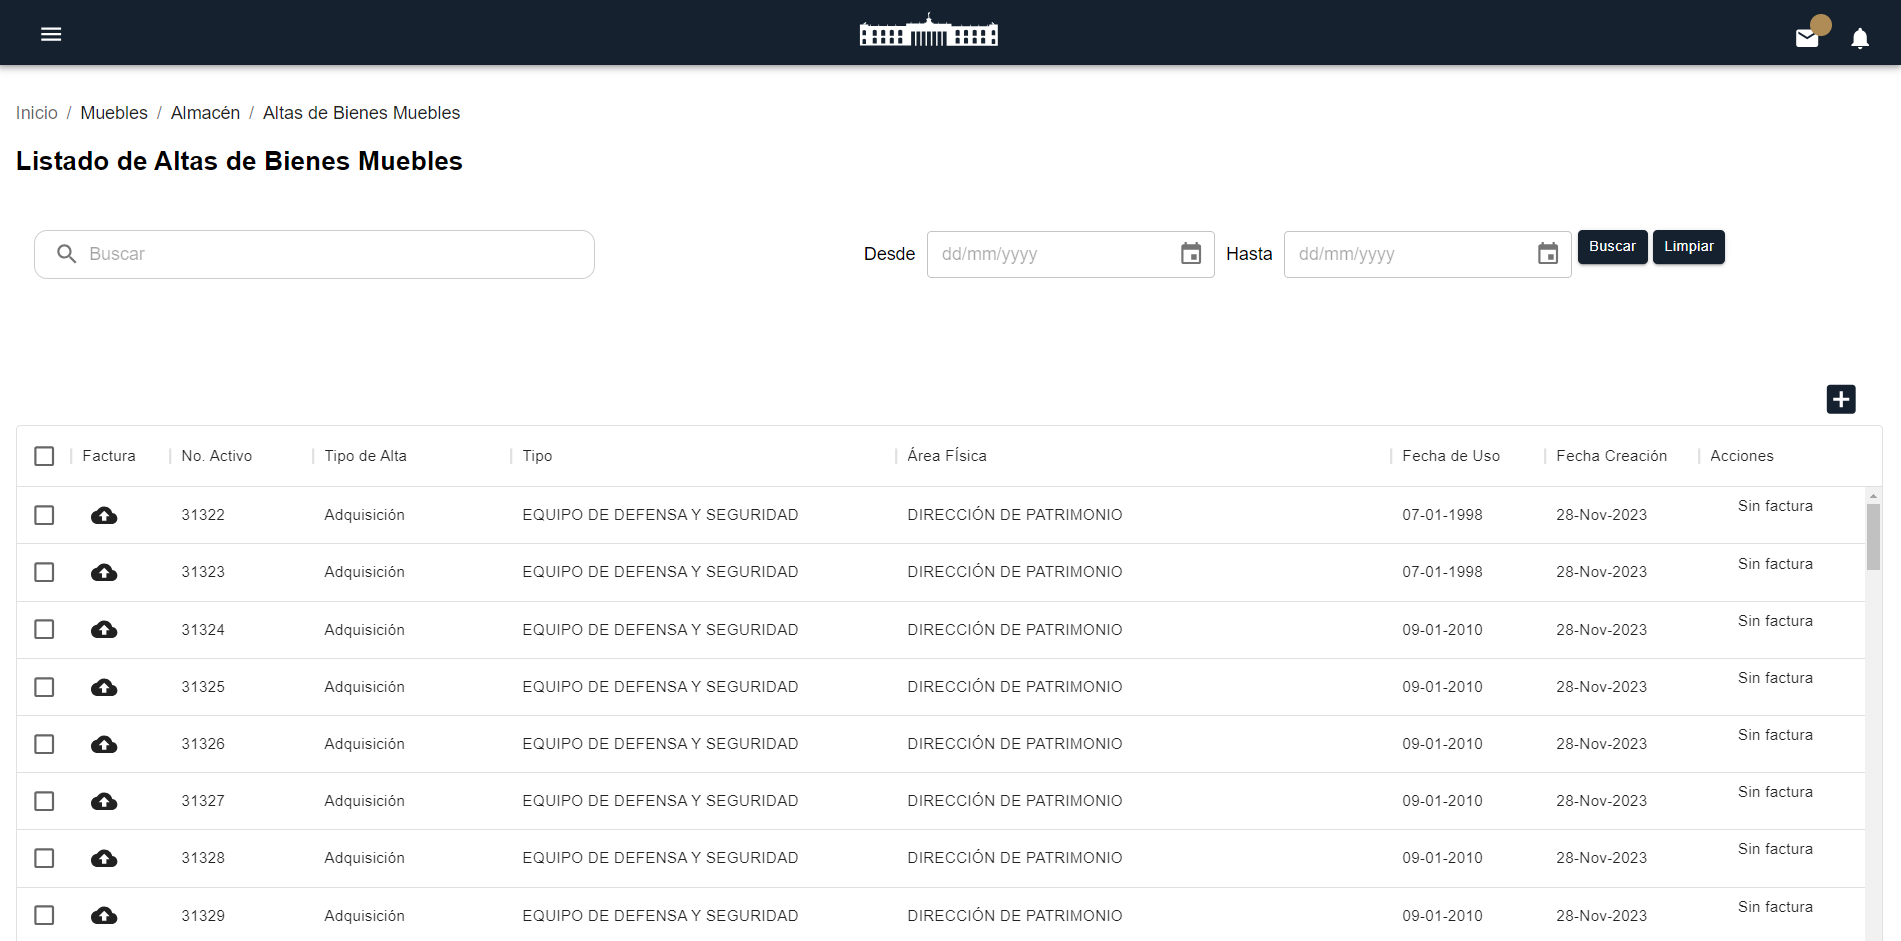 Inicio / Muebles / Almacén / Altas de Bienes Muebles
Listado de Altas de Bienes Muebles
Buscar Desde dd/mm/yyyy Hasta dd/mm/yyyy Buscar Limpiar
Factura No. Activo Tipo de Alta Tipo Área FÍsica Fecha de Uso Fecha Creación Acciones
31322 Adquisición EQUIPO DE DEFENSA Y SEGURIDAD DIRECCIÓN DE PATRIMONIO 07-01-1998 28-Nov-2023 Sin factura
31323 Adquisición EQUIPO DE DEFENSA Y SEGURIDAD DIRECCIÓN DE PATRIMONIO 07-01-1998 28-Nov-2023 Sin factura
31324 Adquisición EQUIPO DE DEFENSA Y SEGURIDAD DIRECCIÓN DE PATRIMONIO 09-01-2010 28-Nov-2023 Sin factura
31325 Adquisición EQUIPO DE DEFENSA Y SEGURIDAD DIRECCIÓN DE PATRIMONIO 09-01-2010 28-Nov-2023 Sin factura
31326 Adquisición EQUIPO DE DEFENSA Y SEGURIDAD DIRECCIÓN DE PATRIMONIO 09-01-2010 28-Nov-2023 Sin factura
31327 Adquisición EQUIPO DE DEFENSA Y SEGURIDAD DIRECCIÓN DE PATRIMONIO 09-01-2010 28-Nov-2023 Sin factura
31328 Adquisición EQUIPO DE DEFENSA Y SEGURIDAD DIRECCIÓN DE PATRIMONIO 09-01-2010 28-Nov-2023 Sin factura
31329 Adquisición EQUIPO DE DEFENSA Y SEGURIDAD DIRECCIÓN DE PATRIMONIO 09-01-2010 28-Nov-2023 Sin factura